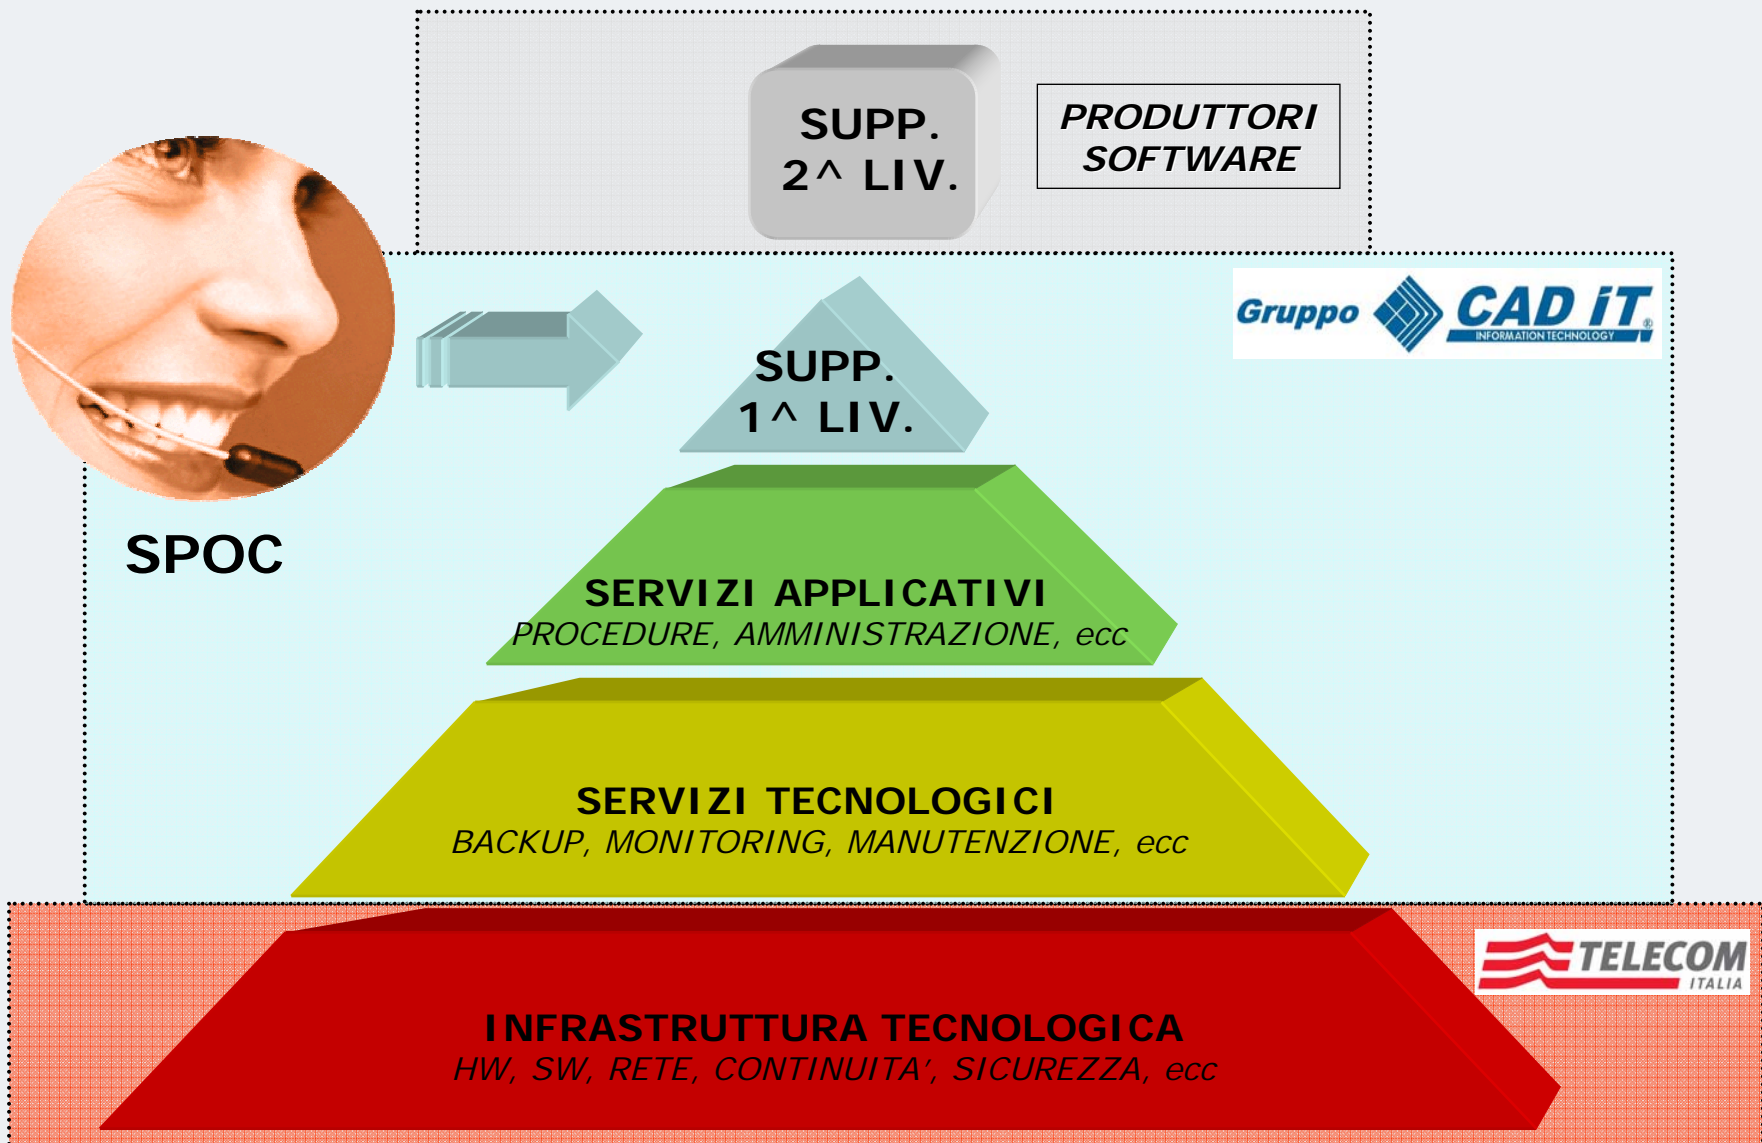 SUPP.
2^ LIV.
PRODUTTORI
SOFTWARE
Gruppo CAD iT®
INFORMATION TECHNOLOGY
SUPP.
1^ LIV.
SPOC
SERVIZI APPLICATIVI
PROCEDURE, AMMINISTRAZIONE, ecc
SERVIZI TECNOLOGICI
BACKUP, MONITORING, MANUTENZIONE, ecc
TELECOM
ITALIA
INFRASTRUTTURA TECNOLOGICA
HW, SW, RETE, CONTINUITA’, SICUREZZA, ecc